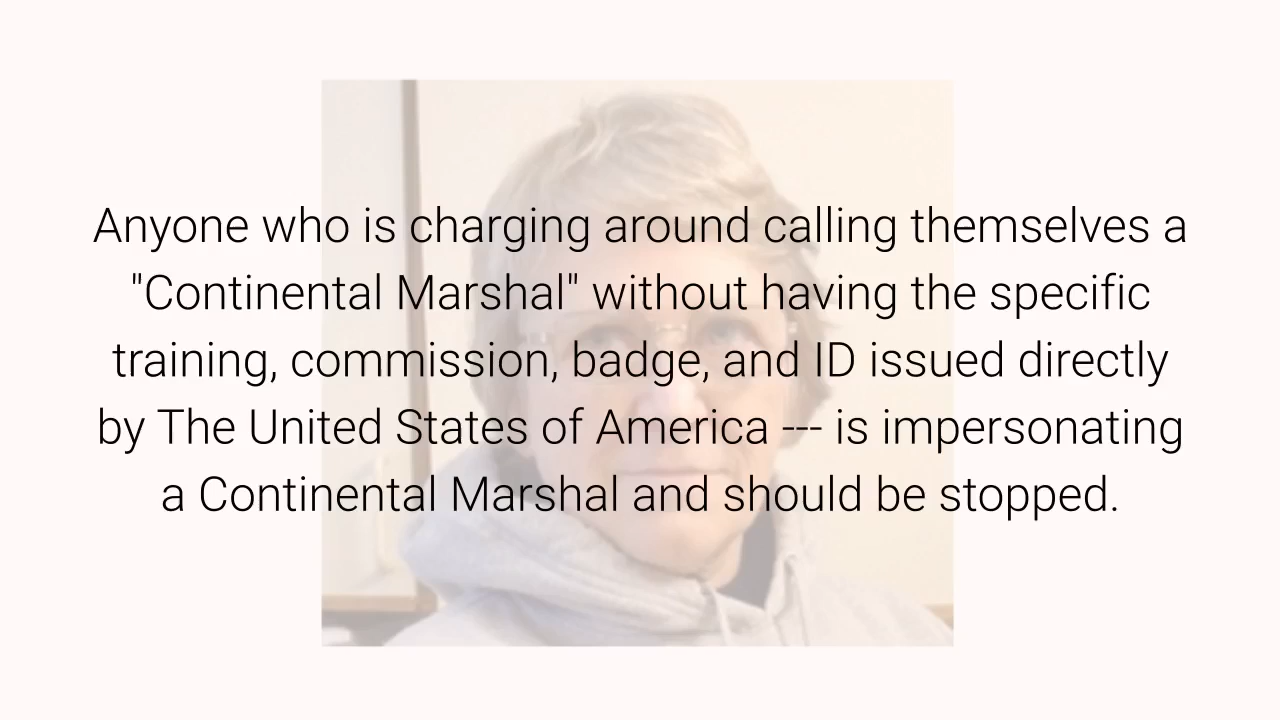 Anyone who is charging around calling themselves a
"Continental Marshal" without having the specific
training, commission, badge, and ID issued directly
by The United States of America --- is impersonating
a Continental Marshal and should be stopped.